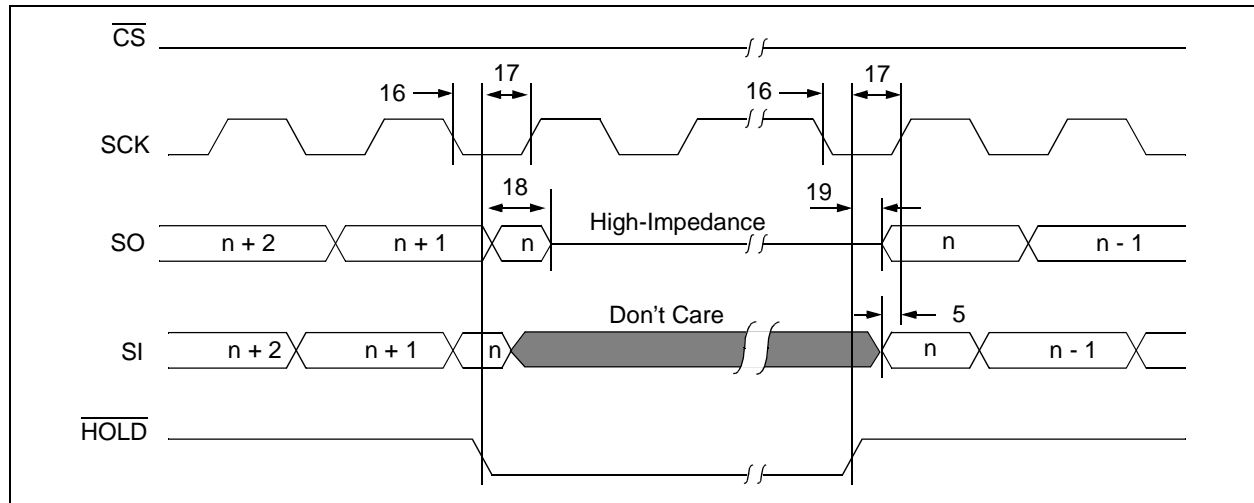 CS
16
17
16
17
SCK
18
19
High-Impedance
SO
n + 2
n + 1
n
n
n - 1
Don't Care
5
SI
n + 2
n + 1
n
n
n - 1
HOLD